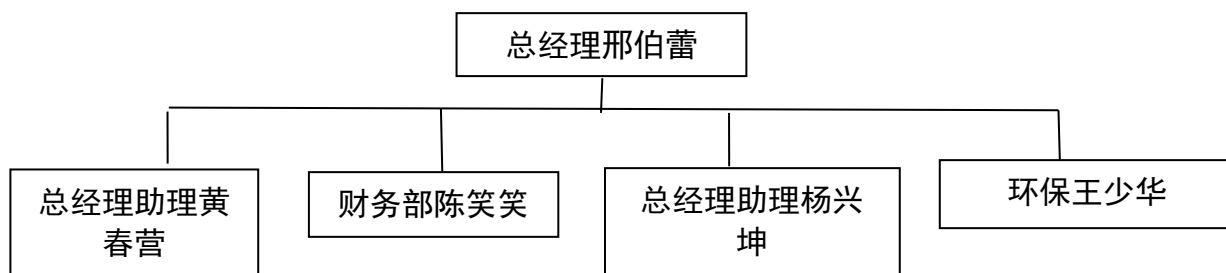 总经理邢伯蕾
总经理助理黄
春营
财务部陈笑笑
总经理助理杨兴
坤
环保王少华